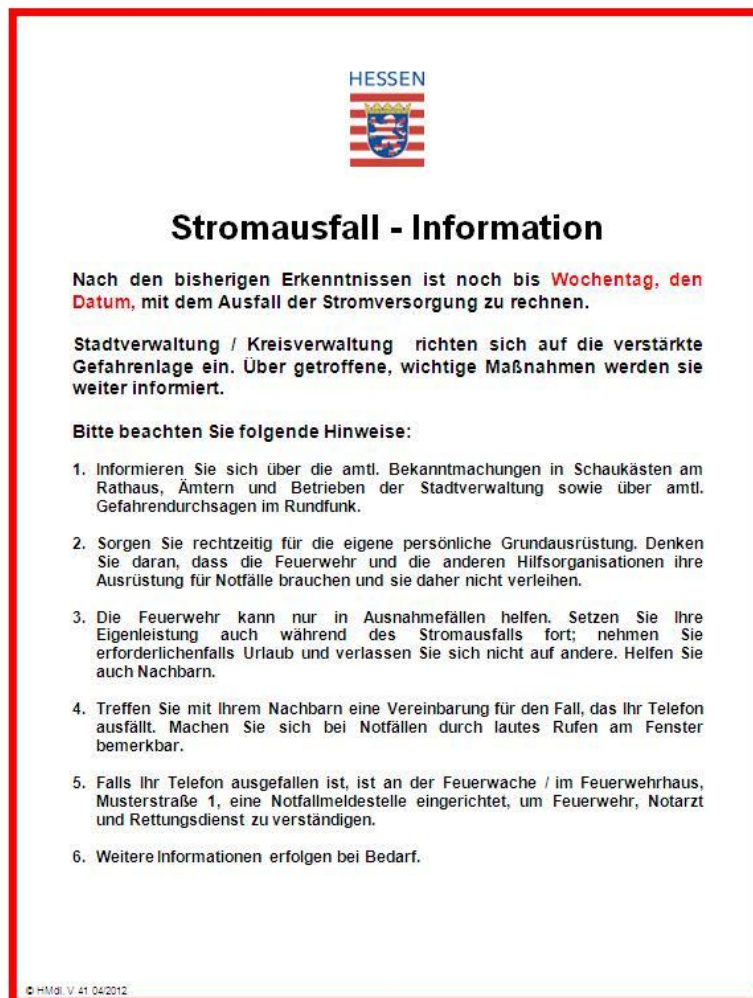 HESSEN
Stromausfall - Information
Nach den bisherigen Erkenntnissen ist noch bis Wochentag, den
Datum, mit dem Ausfall der Stromversorgung zu rechnen.
Stadtverwaltung / Kreisverwaltung richten sich auf die verstärkte
Gefahrenlage ein. Über getroffene, wichtige Maßnahmen werden sie
weiter informiert.
Bitte beachten Sie folgende Hinweise:
1. Informieren Sie sich über die amtl. Bekanntmachungen in Schaukästen am
Rathaus, Ämtern und Betrieben der Stadtverwaltung sowie über amtl.
Gefahrendurchsagen im Rundfunk.
2. Sorgen Sie rechtzeitig für die eigene persönliche Grundausrüstung. Denken
Sie daran, dass die Feuerwehr und die anderen Hilfsorganisationen ihre
Ausrüstung für Notfälle brauchen und sie daher nicht verleihen.
3. Die Feuerwehr kann nur in Ausnahmefällen helfen. Setzen Sie Ihre
Eigenleistung auch während des Stromausfalls fort; nehmen Sie
erforderlichenfalls Urlaub und verlassen Sie sich nicht auf andere. Helfen Sie
auch Nachbarn.
4. Treffen Sie mit Ihrem Nachbarn eine Vereinbarung für den Fall, das Ihr Telefon
ausfällt. Machen Sie sich bei Notfällen durch lautes Rufen am Fenster
bemerkbar.
5. Falls Ihr Telefon ausgefallen ist, ist an der Feuerwache / im Feuerwehrhaus,
Musterstraße 1, eine Notfallmeldestelle eingerichtet, um Feuerwehr, Notarzt
und Rettungsdienst zu verständigen.
6. Weitere Informationen erfolgen bei Bedarf.
© HMdI, V 41 04/2012